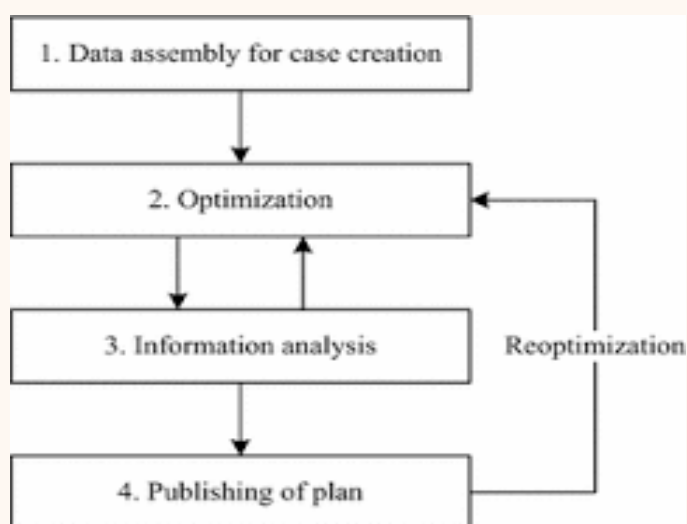 1. Data assembly for case creation
2. Optimization
3. Information analysis
Reoptimization
4. Publishing of plan